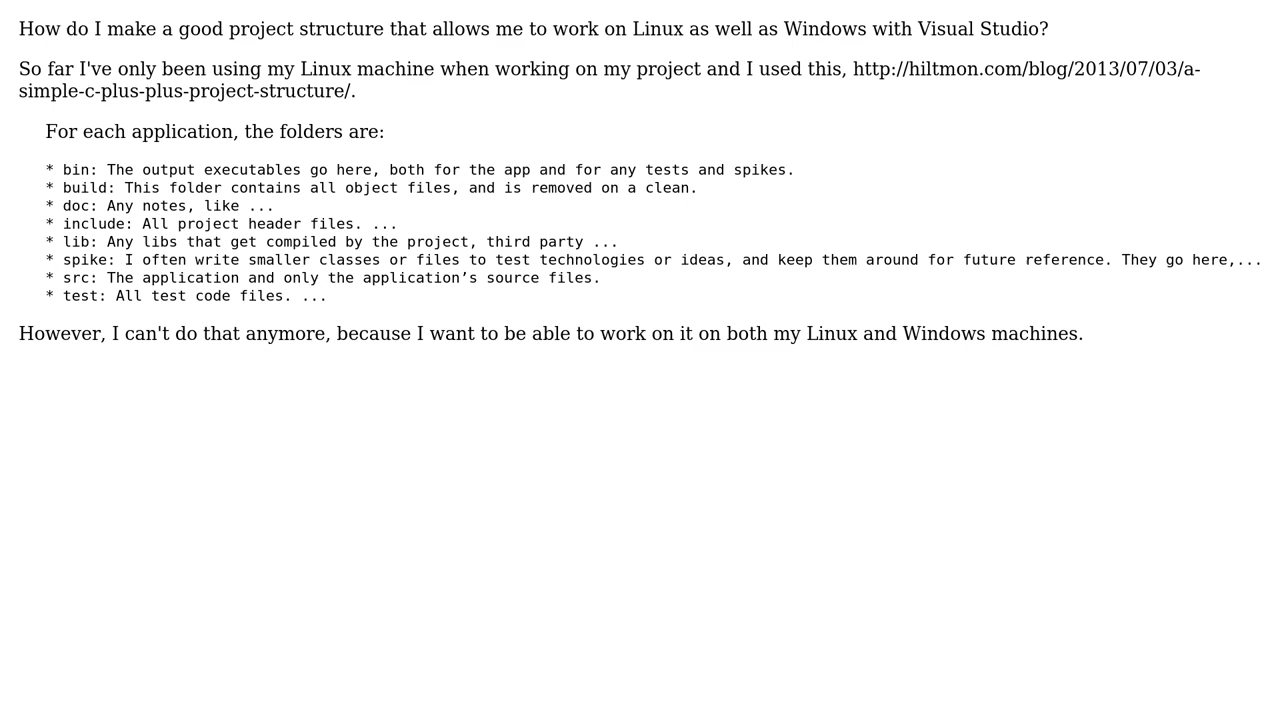 How do I make a good project structure that allows me to work on Linux as well as Windows with Visual Studio?
So far I've only been using my Linux machine when working on my project and I used this, http://hiltmon.com/blog/2013/07/03/a-
simple-c-plus-plus-project-structure/.
For each application, the folders are:
* bin: The output executables go here, both for the app and for any tests and spikes.
* build: This folder contains all object files, and is removed on a clean.
* doc: Any notes, like ...
* include: All project header files. ...
* lib: Any libs that get compiled by the project, third party ...
* spike: I often write smaller classes or files to test technologies or ideas, and keep them around for future reference. They go here,...
src: The application and only the application’s source files.
* test: All test code files. ...
However, I can't do that anymore, because I want to be able to work on it on both my Linux and Windows machines.